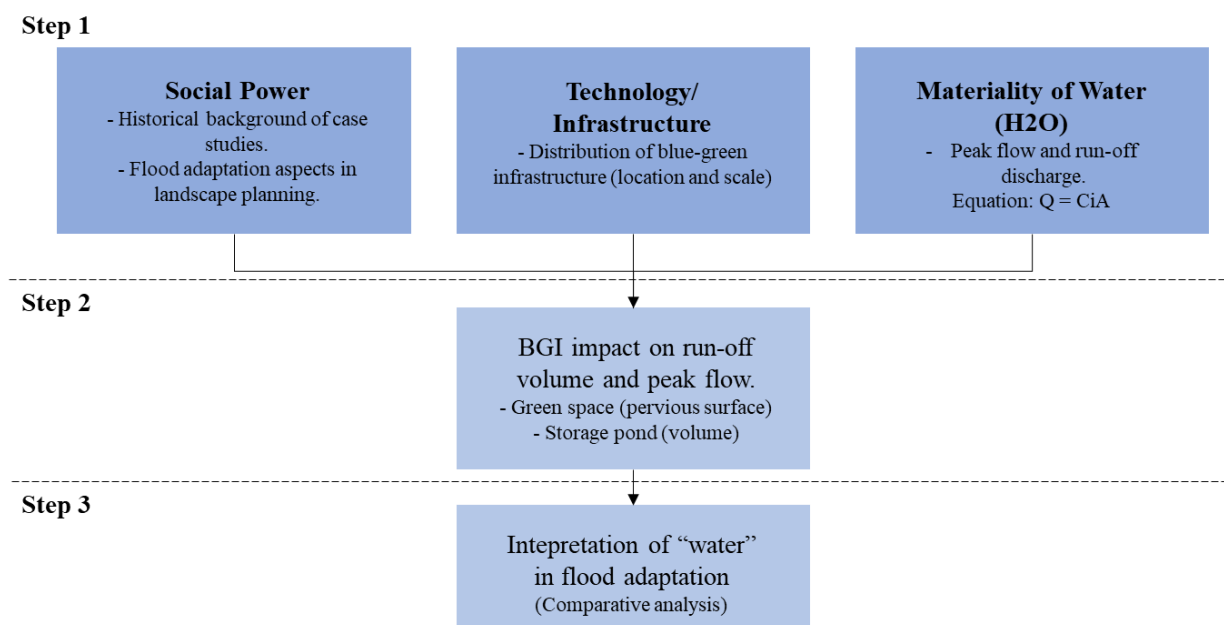 Step 1
Social Power
- Historical background of case
studies.
- Flood adaptation aspects in
landscape planning.
Technology/
Infrastructure
- Distribution of blue-green
infrastructure (location and scale)
Materiality of Water
(H2O)
- Peak flow and run-off
discharge.
Equation: Q = CiA
Step 2
BGI impact on run-off
volume and peak flow.
- Green space (pervious surface)
- Storage pond (volume)
Step 3
Intepretation of “water”
in flood adaptation
(Comparative analysis)